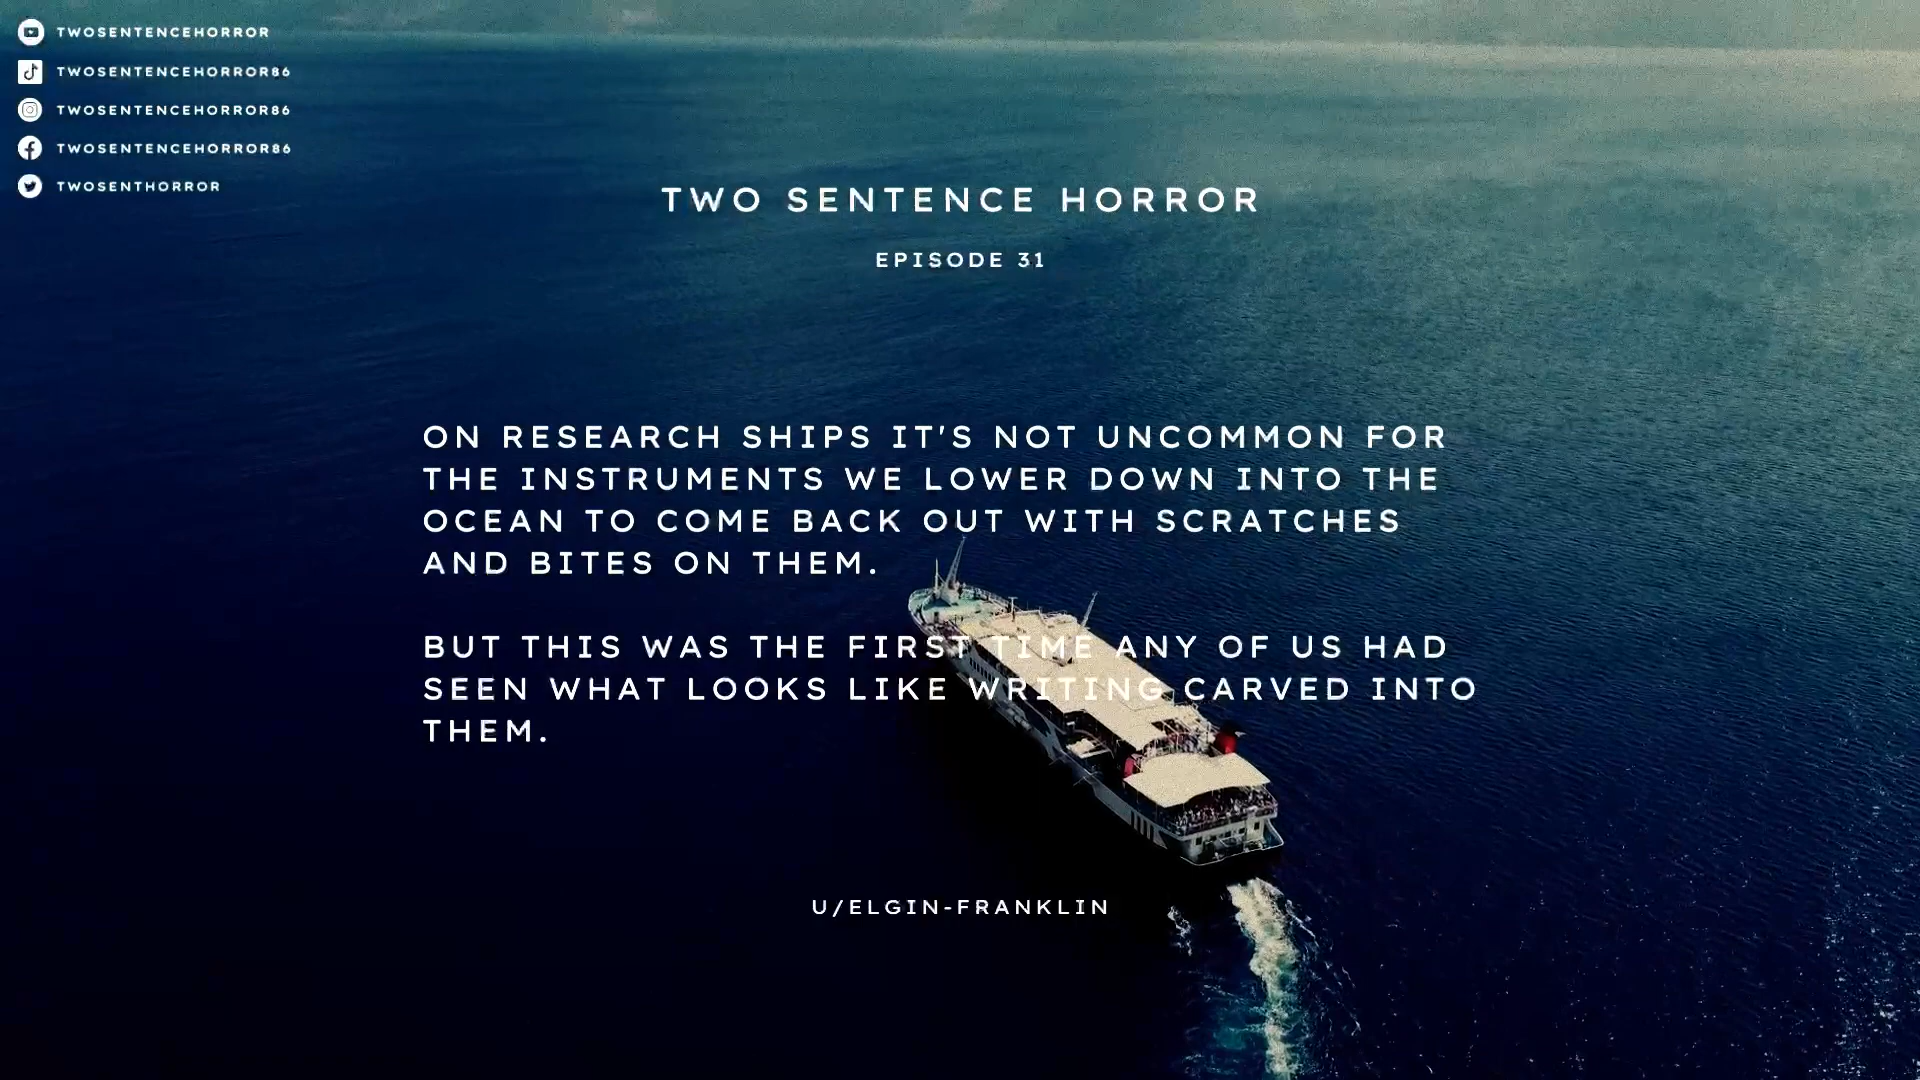 TWOSENTENCEHORROR
TWOSENTENCEHORROR86
TWOSENTENCEHORROR86
TWOSENTENCEHORROR86
TWOSENTHORROR
TWO SENTENCE HORROR
EPISODE 31
ON RESEARCH SHIPS IT'S NOT UNCOMMON FOR
THE INSTRUMENTS WE LOWER DOWN INTO THE
OCEAN TO COME BACK OUT WITH SCRATCHES
AND BITES ON THEM.
BUT THIS WAS THE FIRST TIME ANY OF US HAD
SEEN WHAT LOOKS LIKE WRITING CARVED INTO
THEM.
U/ELGIN-FRANKLIN